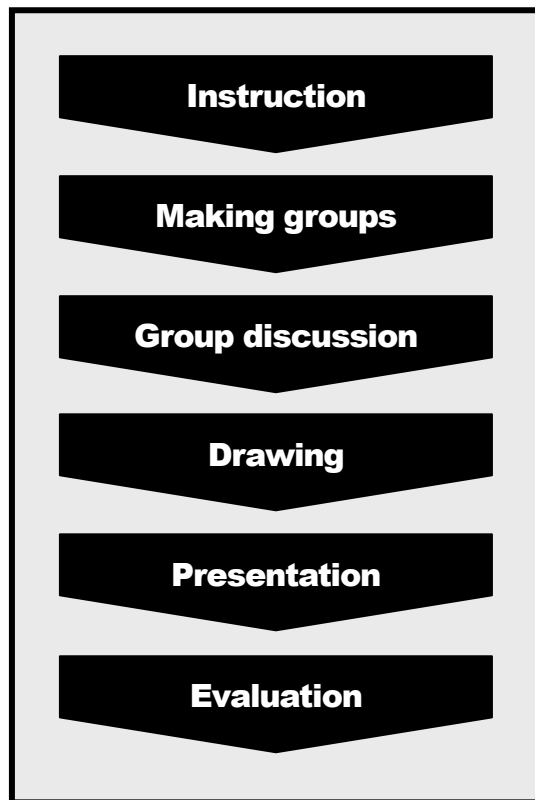 Instruction
Making groups
Group discussion
Drawing
Presentation
Evaluation